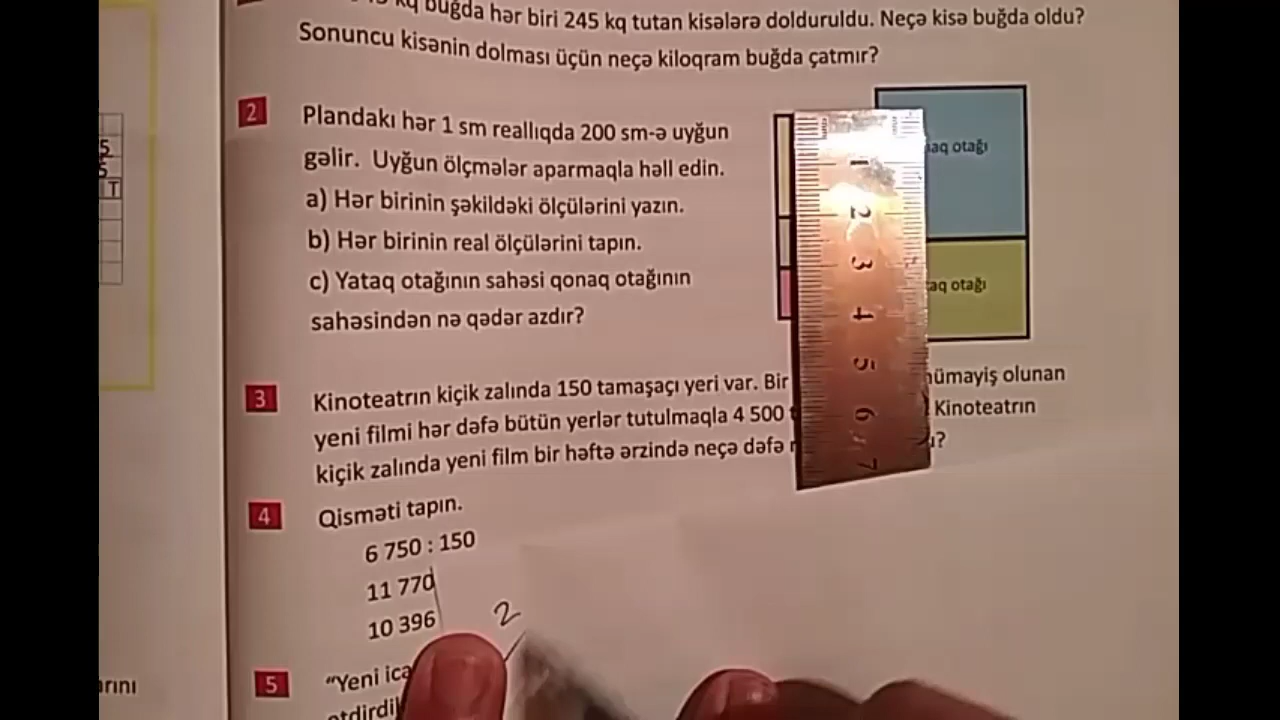 kq buğda hər biri 245 kq tutan kisələrə dolduruldu. Neçə kisə buğda oldu?
Sonuncu kisənin dolması üçün neçə kiloqram buğda çatmır?
2 Plandakı hər 1 sm reallıqda 200 sm-ə uyğun
gəlir. Uyğun ölçmələr aparmaqla həll edin.
a) Hər birinin şəkildəki ölçülərini yazın.
b) Hər birinin real ölçülərini tapın.
c) Yataq otağının sahəsi qonaq otağının
sahəsindən nə qədər azdır?
otağı
otağı
1
2
3
4
5
6
7
3 Kinoteatrın kiçik zalında 150 tamaşaçı yeri var. Bir nümayiş olunan
yeni filmi hər dəfə bütün yerlər tutulmaqla 4 500 Kinoteatrın
kiçik zalında yeni film bir həftə ərzində neçə dəfə
4 Qisməti tapın.
6 750 : 150
11 770
10 396
2
5 "Yeni
5
5
T